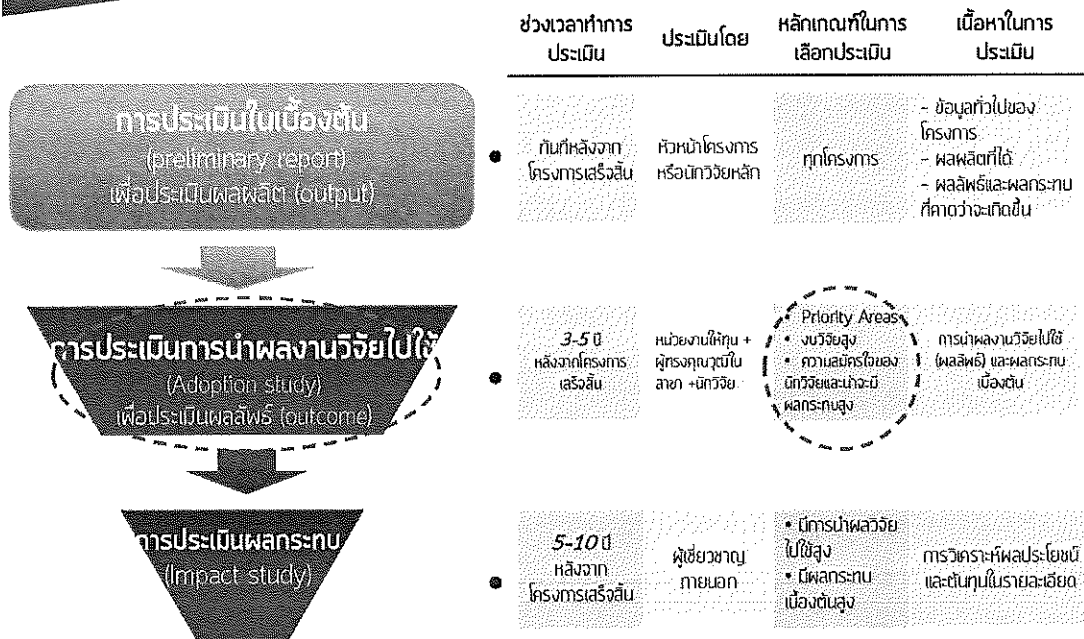 ช่วงเวลาทำการ
ประเมิน
ประเมินโดย
หลักเกณฑ์ในการ
เลือกประเมิน
เนื้อหาในการ
ประเมิน
การประเมินในเบื้องต้น
(preliminary report)
เพื่อประเมินผลผลิต (output)
ทันทีหลังจาก
โครงการเสร็จสิ้น
หัวหน้าโครงการ
หรือนักวิจัยหลัก
ทุกโครงการ
- ข้อมูลทั่วไปของ
โครงการ
- ผลผลิตที่ได้
- ผลลัพธ์และผลกระทบ
ที่คาดว่าจะเกิดขึ้น
การประเมินการนำผลงานวิจัยไปใช้
(Adoption study)
เพื่อประเมินผลลัพธ์ (outcome)
3-5 ปี
หลังจากโครงการ
เสร็จสิ้น
หน่วยงานให้ทุน +
ผู้ทรงคุณวุฒิใน
สาขา +นักวิจัย
• Priority Areas
• งบวิจัยสูง
• ความสมัครใจของ
นักวิจัยและน่าจะมี
ผลกระทบสูง
การนำผลงานวิจัยไปใช้
(ผลลัพธ์) และผลกระทบ
เบื้องต้น
การประเมินผลกระทบ
(Impact study)
5-10 ปี
หลังจาก
โครงการเสร็จสิ้น
ผู้เชี่ยวชาญ
ภายนอก
• มีการนำผลวิจัย
ไปใช้สูง
• มีผลกระทบ
เบื้องต้นสูง
การวิเคราะห์ผลประโยชน์
และต้นทุนในรายละเอียด